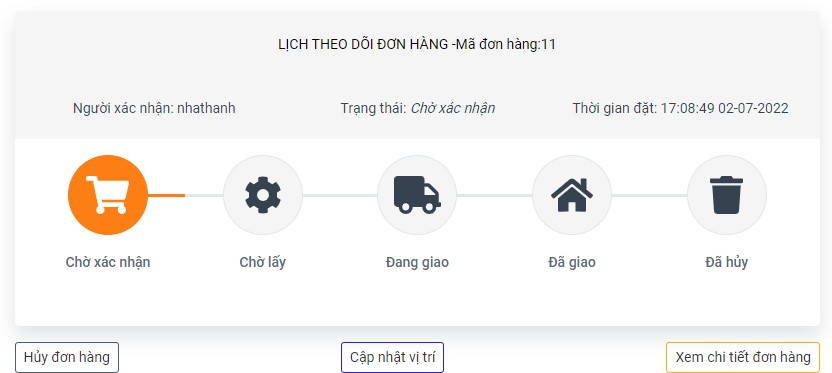 LỊCH THEO DÕI ĐƠN HÀNG -Mã đơn hàng:11
Người xác nhận: nhathanh Trạng thái: Chờ xác nhận Thời gian đặt: 17:08:49 02-07-2022
Chờ xác nhận Chờ lấy Đang giao Đã giao Đã hủy
Hủy đơn hàng Cập nhật vị trí Xem chi tiết đơn hàng